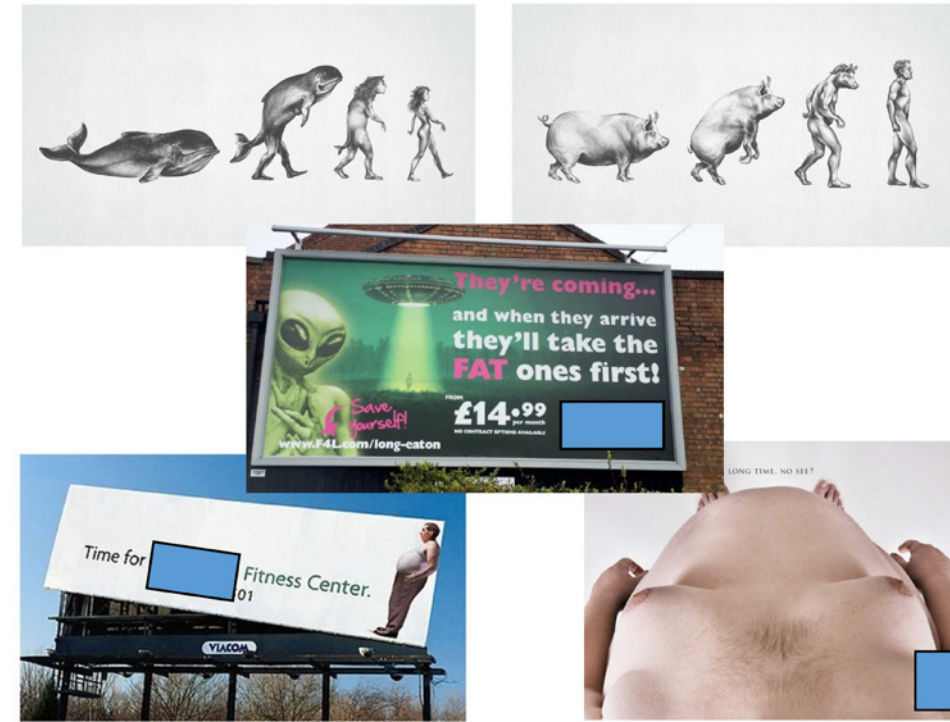 They're coming...
and when they arrive
they'll take the
FAT ones first!
Save
yourself!
FROM
£14.99
per month
NO CONTRACT OPTIONS AVAILABLE
www.F4L.com/long-eaton
Time for
Fitness Center.
01
VIACOM
LONG TIME, NO SEE?